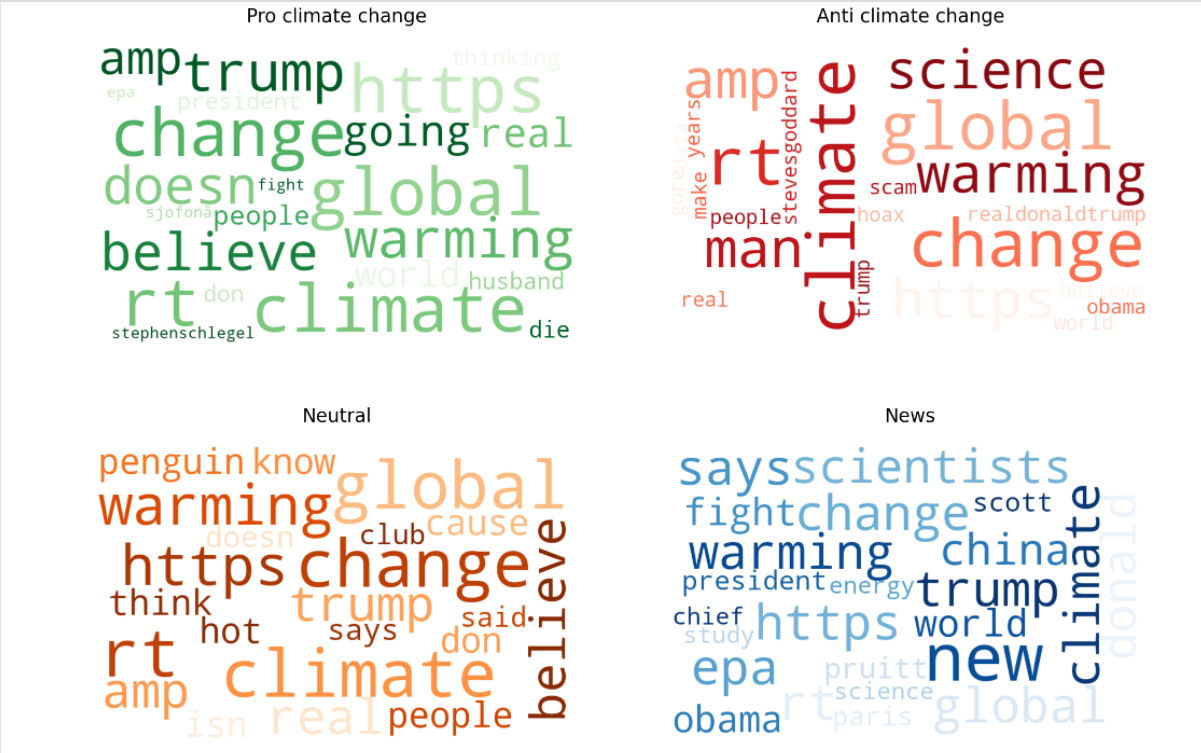 Pro climate change
amp trump https thinking
epa president
change going real
doesn fight global
sjofonã people
believe warming
world husband
rt don climate
stephenschlegel die
Anti climate change
amp climate science
goredata make years rt stevesgoddard global
scam warming
people hoax realdonaldtrump
man change
trump
real https believe
obama
world
Neutral
penguin know global
warming cause
doesn club believe
https change
think trump said
hot says don
rt climate
amp
isn real people
News
says scientists
fight change scott climate donald
warming china
president energy trump
chief https world
study new
epa pruitt
science
obama rt paris global